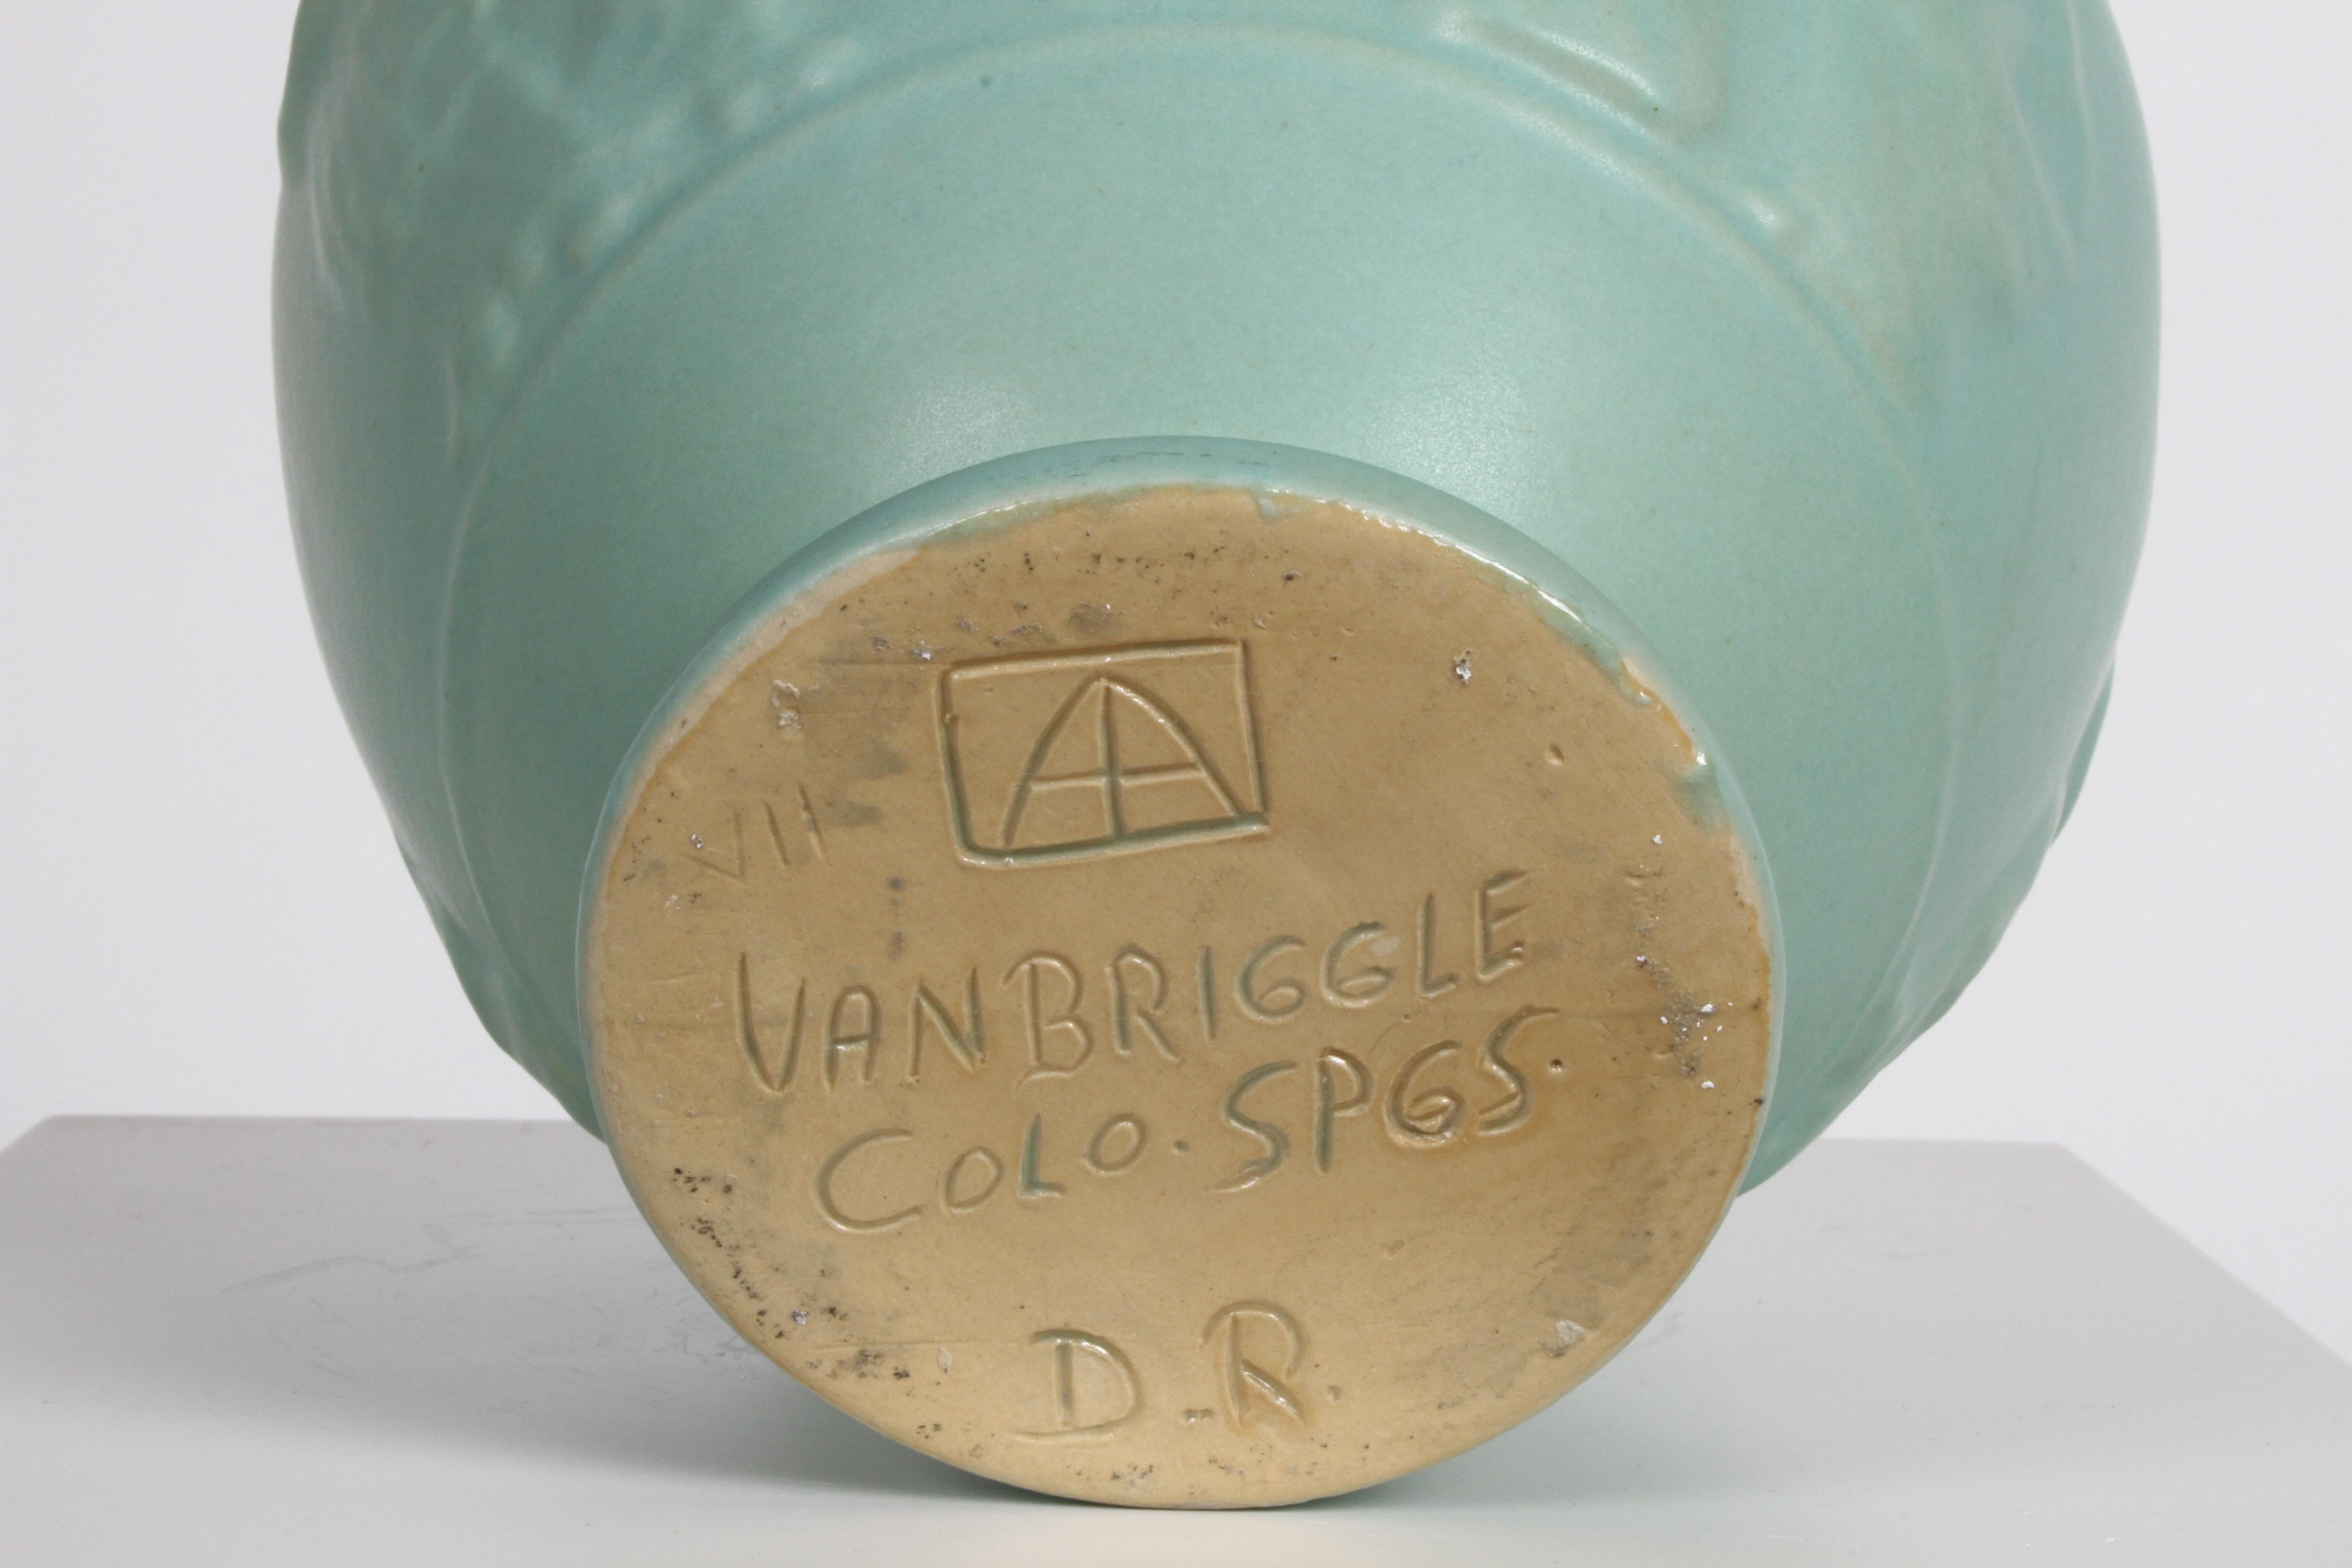 VII
VANBRIGGLE
COLO. SPGS.
D.R.